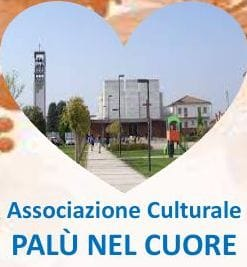 Associazione Culturale
PALÙ NEL CUORE